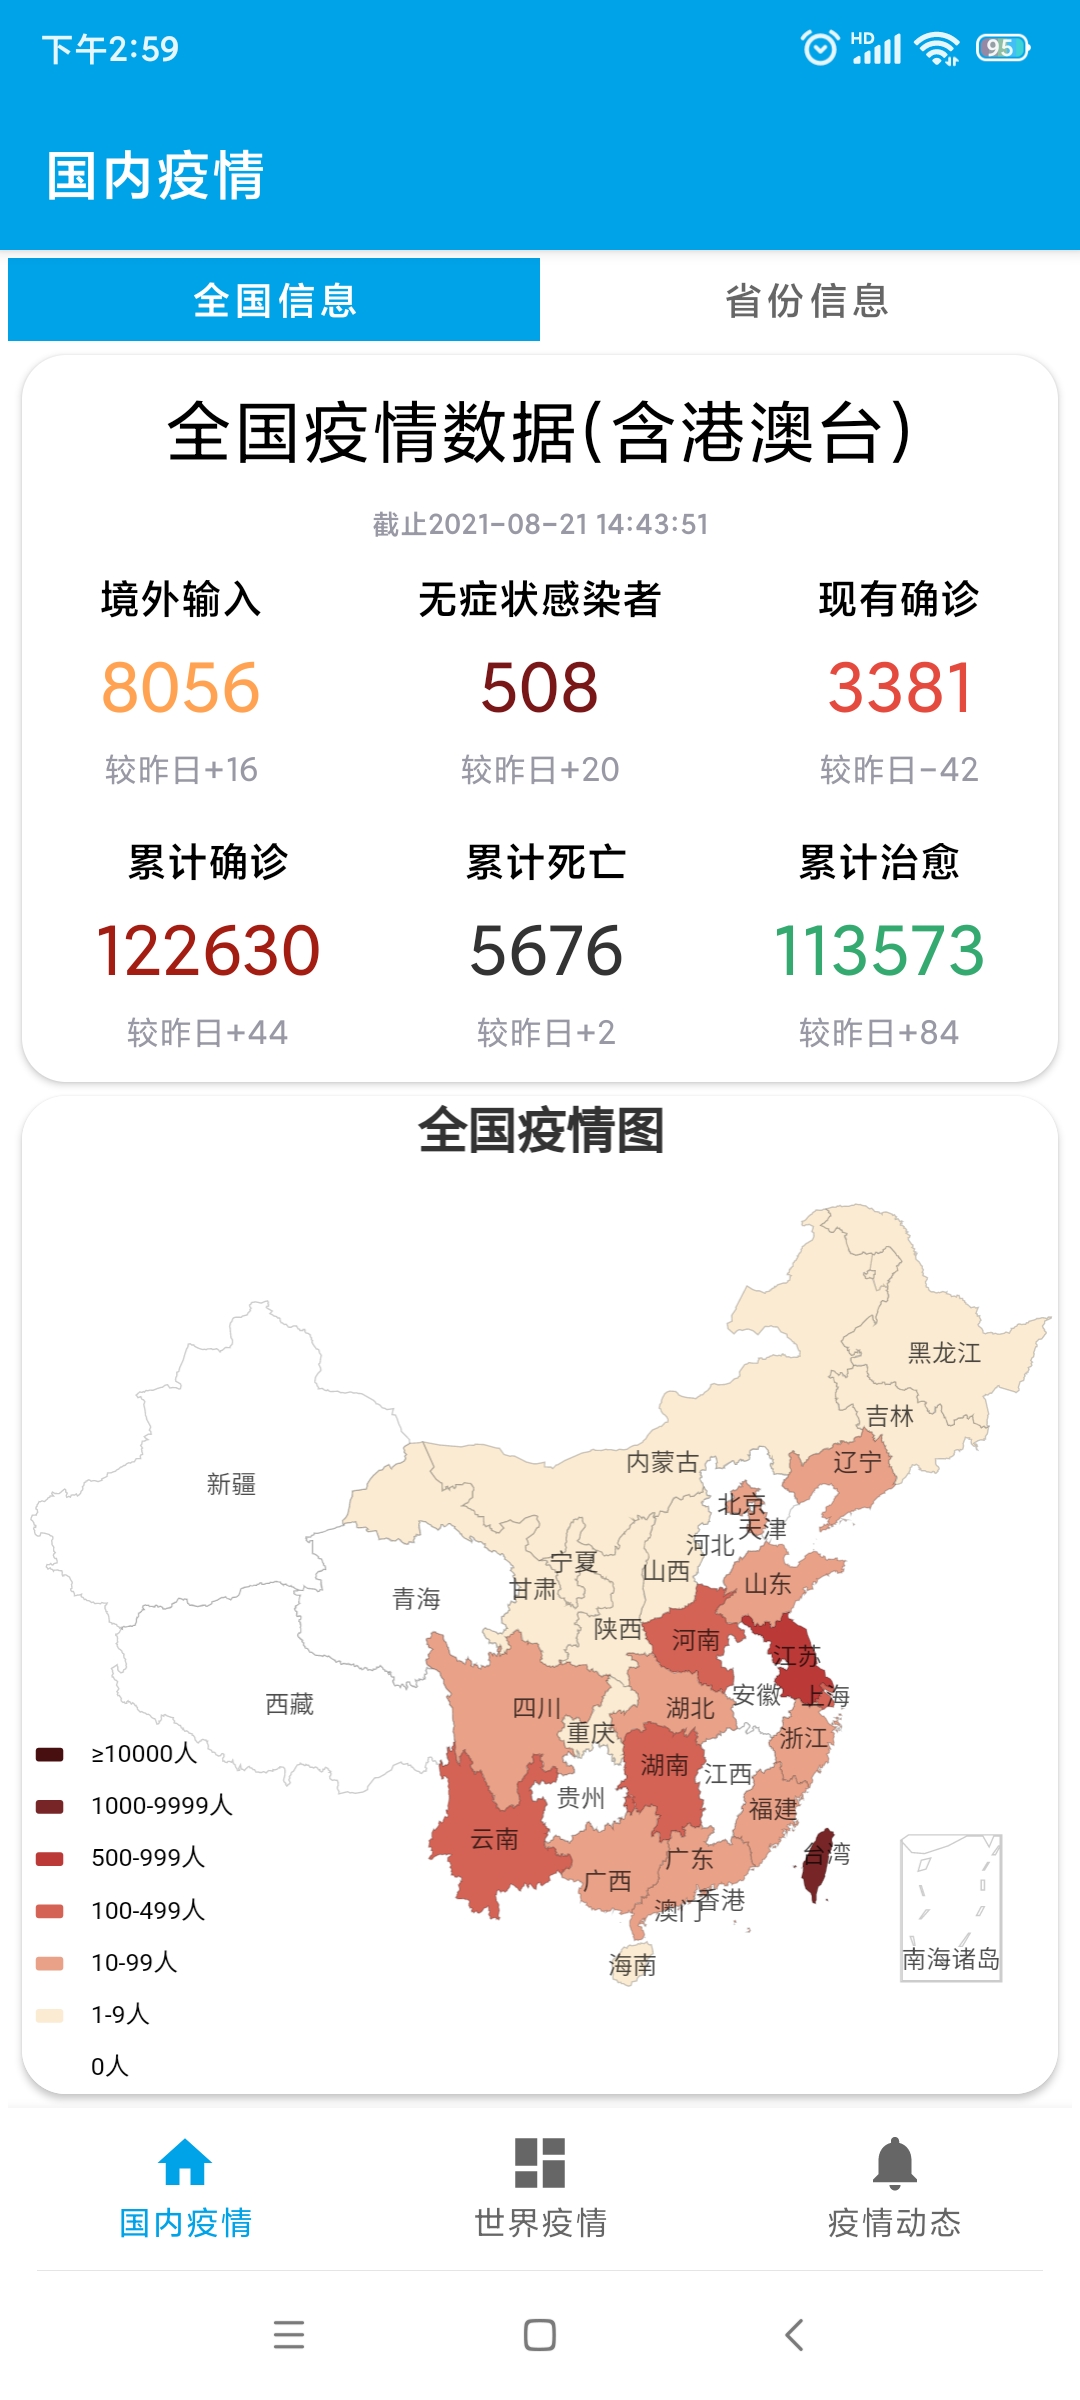 下午2:59
HD
95
国内疫情
全国信息 省份信息
全国疫情数据(含港澳台)
截止2021-08-21 14:43:51
境外输入 无症状感染者 现有确诊
8056 508 3381
较昨日+16 较昨日+20 较昨日-42
累计确诊 累计死亡 累计治愈
122630 5676 113573
较昨日+44 较昨日+2 较昨日+84
全国疫情图
黑龙江
吉林
内蒙古
辽宁
新疆
北京
天津
河北
宁夏
山西
甘肃
山东
青海
陕西
河南
江苏
西藏
四川
湖北
安徽
上海
重庆
浙江
湖南
江西
贵州
福建
云南
台湾
广东
广西
香港
澳门
南海诸岛
海南
≥10000人
1000-9999人
500-999人
100-499人
10-99人
1-9人
0人
国内疫情 世界疫情 疫情动态